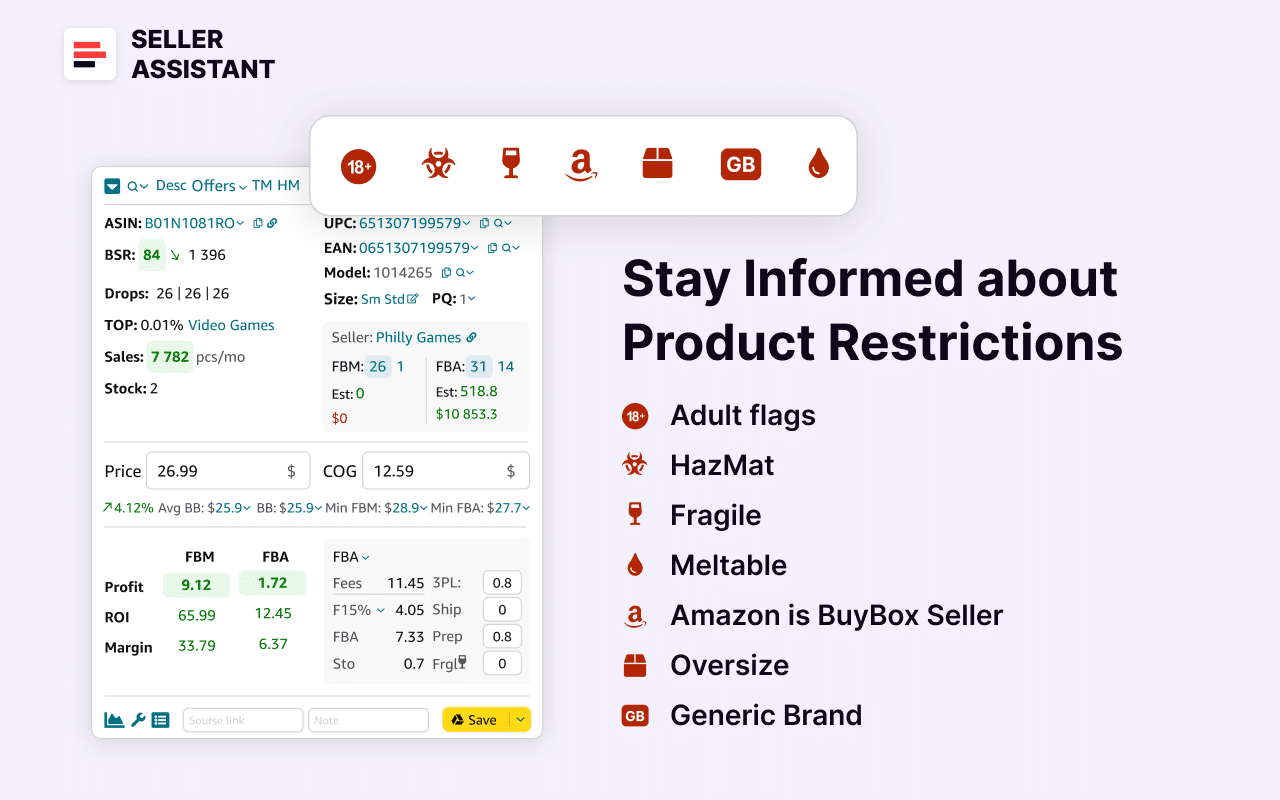 SELLER
ASSISTANT
18+ a GB
Desc Offers TM HM
ASIN: B01N1081RO
BSR: 84 ↘ 1 396
Drops: 26 | 26 | 26
TOP: 0.01% Video Games
Sales: 7 782 pcs/mo
Stock: 2
UPC: 651307199579
EAN: 0651307199579
Model: 1014265
Size: Sm Std PQ: 1
Seller: Philly Games
FBM: 26 1 FBA: 31 14
Est: 0 Est: 518.8
$0 $10 853.3
Price 26.99 $ COG 12.59 $
↗4.12% Avg BB: $25.9 BB: $25.9 Min FBM: $28.9 Min FBA: $27.7
FBM FBA
Profit 9.12 1.72
ROI 65.99 12.45
Margin 33.79 6.37
FBA
Fees 11.45 3PL: 0.8
F15% 4.05 Ship 0
FBA 7.33 Prep 0.8
Sto 0.7 Frgl 0
Sourse link Note Save
Stay Informed about
Product Restrictions
18+ Adult flags
HazMat
Fragile
Meltable
a Amazon is BuyBox Seller
Oversize
GB Generic Brand